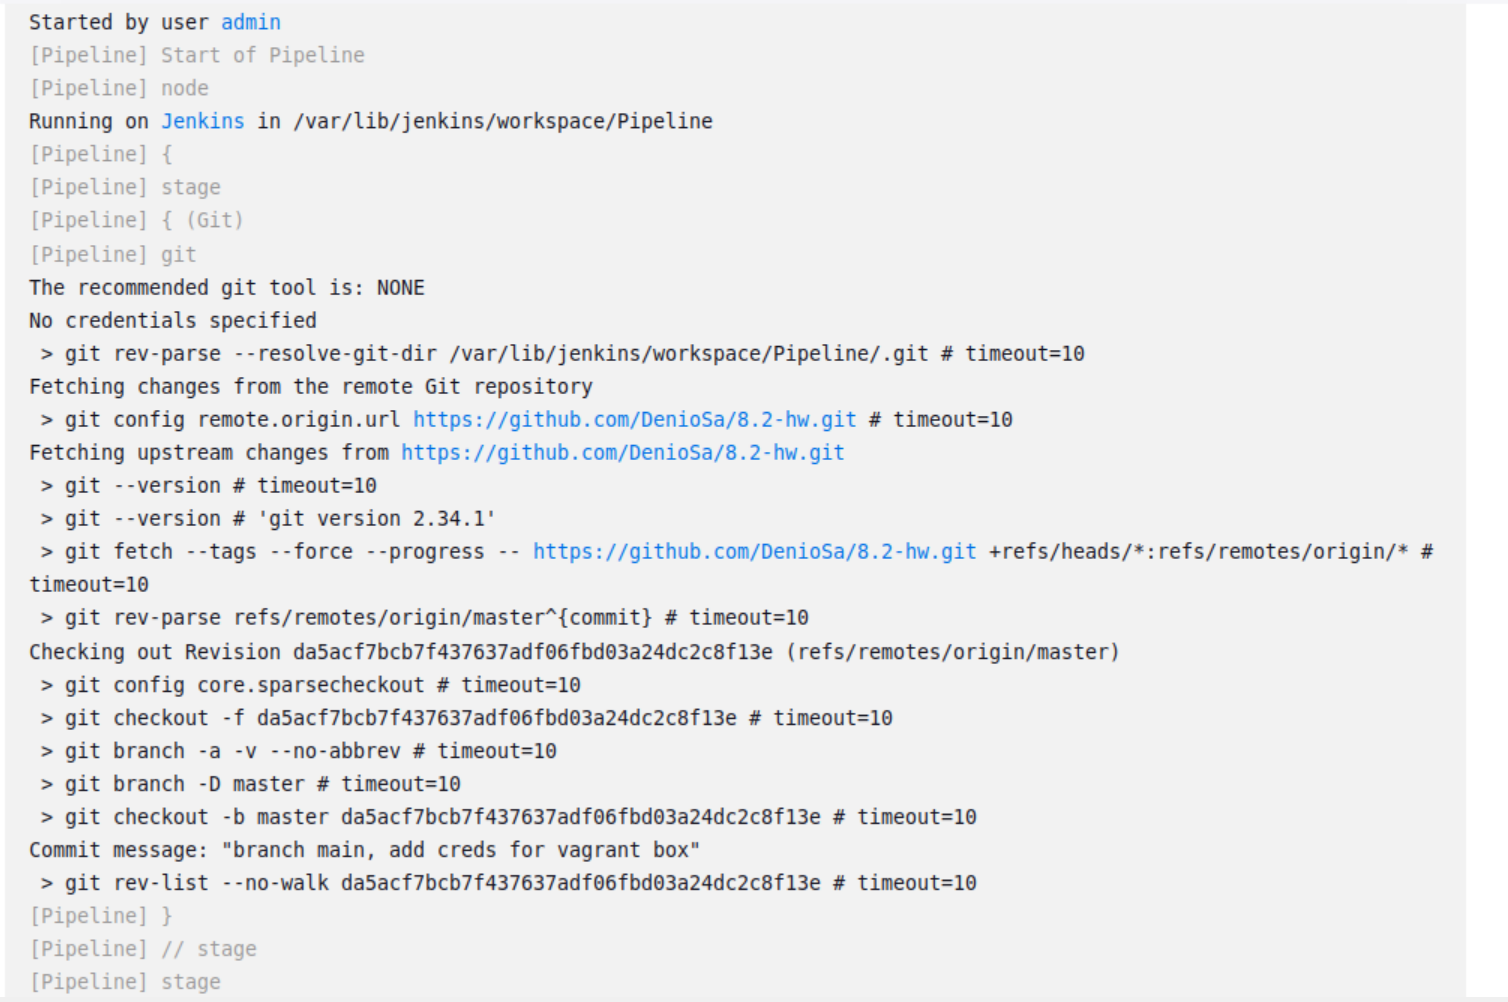 Started by user admin
[Pipeline] Start of Pipeline
[Pipeline] node
Running on Jenkins in /var/lib/jenkins/workspace/Pipeline
[Pipeline] {
[Pipeline] stage
[Pipeline] { (Git)
[Pipeline] git
The recommended git tool is: NONE
No credentials specified
 > git rev-parse --resolve-git-dir /var/lib/jenkins/workspace/Pipeline/.git # timeout=10
Fetching changes from the remote Git repository
 > git config remote.origin.url https://github.com/DenioSa/8.2-hw.git # timeout=10
Fetching upstream changes from https://github.com/DenioSa/8.2-hw.git
 > git --version # timeout=10
 > git --version # 'git version 2.34.1'
 > git fetch --tags --force --progress -- https://github.com/DenioSa/8.2-hw.git +refs/heads/*:refs/remotes/origin/* #
timeout=10
 > git rev-parse refs/remotes/origin/master^{commit} # timeout=10
Checking out Revision da5acf7bcb7f437637adf06fbd03a24dc2c8f13e (refs/remotes/origin/master)
 > git config core.sparsecheckout # timeout=10
 > git checkout -f da5acf7bcb7f437637adf06fbd03a24dc2c8f13e # timeout=10
 > git branch -a -v --no-abbrev # timeout=10
 > git branch -D master # timeout=10
 > git checkout -b master da5acf7bcb7f437637adf06fbd03a24dc2c8f13e # timeout=10
Commit message: "branch main, add creds for vagrant box"
 > git rev-list --no-walk da5acf7bcb7f437637adf06fbd03a24dc2c8f13e # timeout=10
[Pipeline] }
[Pipeline] // stage
[Pipeline] stage